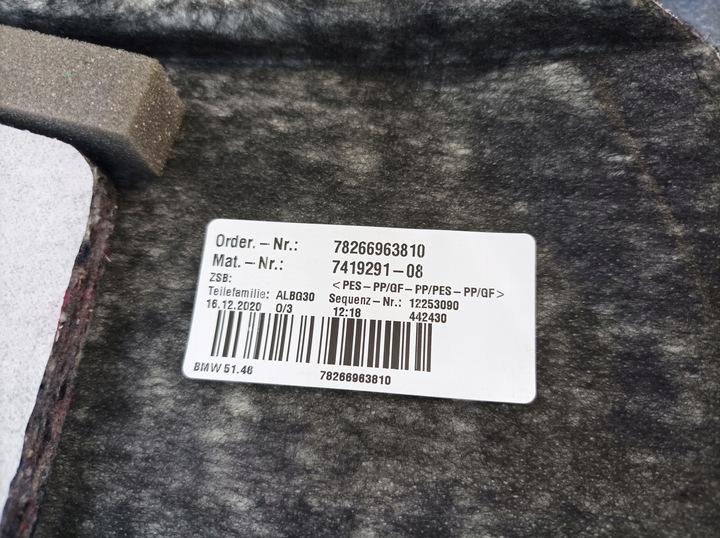 Order. – Nr.: 78266963810
Mat. – Nr.: 7419291–08
ZSB: <PES–PP/GF–PP/PES–PP/GF>
Teilefamilie: ALBG30 Sequenz–Nr.: 12253090
16.12.2020 0/3 12:18 442430
BMW 51.46 78266963810